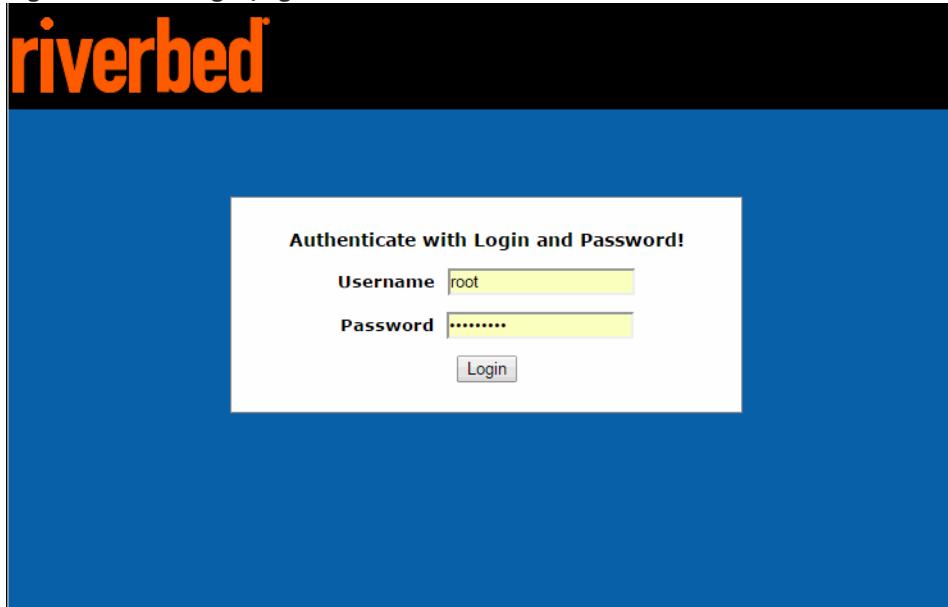 riverbed
Authenticate with Login and Password!
Username root
Password •••••••••
Login